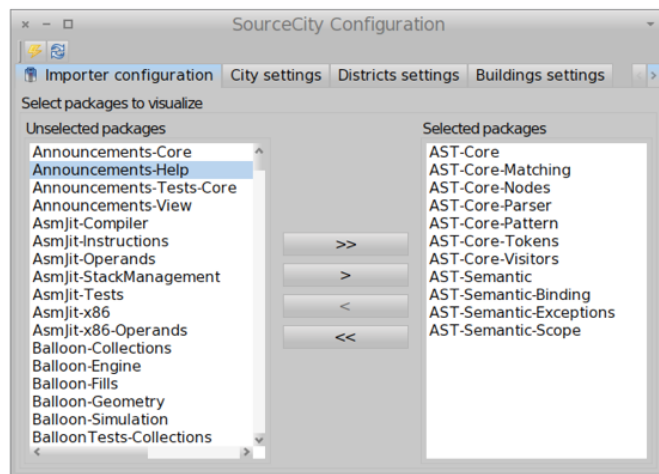 SourceCity Configuration
Importer configuration City settings Districts settings Buildings settings
Select packages to visualize
Unselected packages
Announcements-Core
Announcements-Help
Announcements-Tests-Core
Announcements-View
AsmJit-Compiler
AsmJit-Instructions
AsmJit-Operands
AsmJit-StackManagement
AsmJit-Tests
AsmJit-x86
AsmJit-x86-Operands
Balloon-Collections
Balloon-Engine
Balloon-Fills
Balloon-Geometry
Balloon-Simulation
BalloonTests-Collections
>>
>
<
<<
Selected packages
AST-Core
AST-Core-Matching
AST-Core-Nodes
AST-Core-Parser
AST-Core-Pattern
AST-Core-Tokens
AST-Core-Visitors
AST-Semantic
AST-Semantic-Binding
AST-Semantic-Exceptions
AST-Semantic-Scope